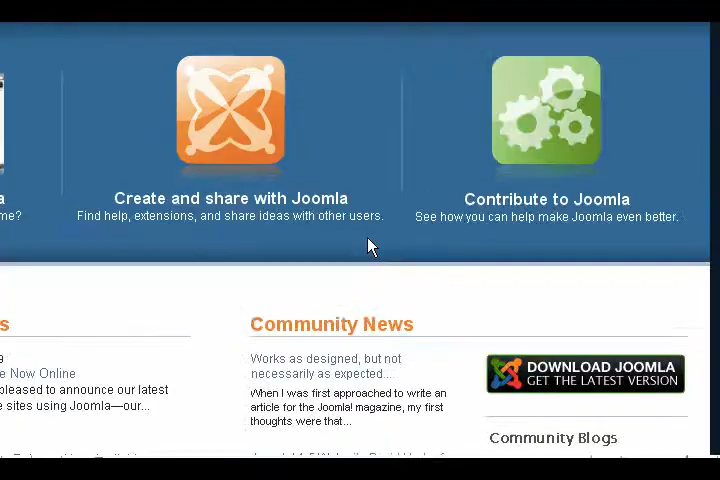 a
me?
Create and share with Joomla
Find help, extensions, and share ideas with other users.
Contribute to Joomla
See how you can help make Joomla even better.
s
9
e Now Online
pleased to announce our latest
e sites using Joomla—our...
Community News
Works as designed, but not
necessarily as expected...
When I was first approached to write an
article for the Joomla! magazine, my first
thoughts were that...
DOWNLOAD JOOMLA
GET THE LATEST VERSION
Community Blogs